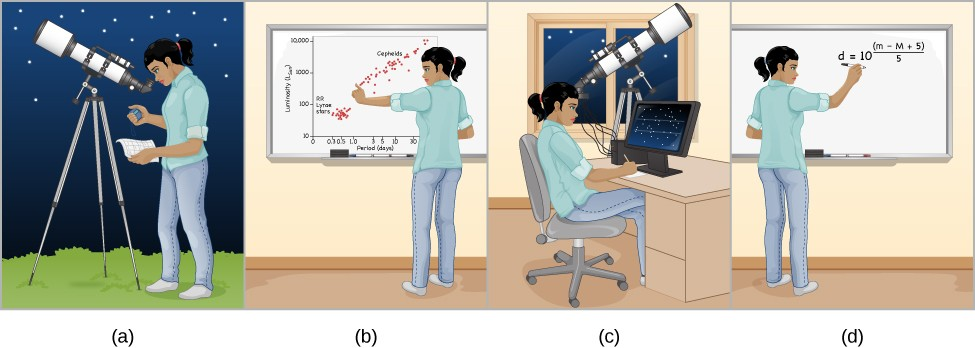 10,000
1000
100
10
Luminosity (LSun)
Cepheids
RR
Lyrae
stars
0 0.3 0.5 1.0 3 5 10 30
Period (days)
d = 10
(m – M + 5)
5
(a) (b) (c) (d)